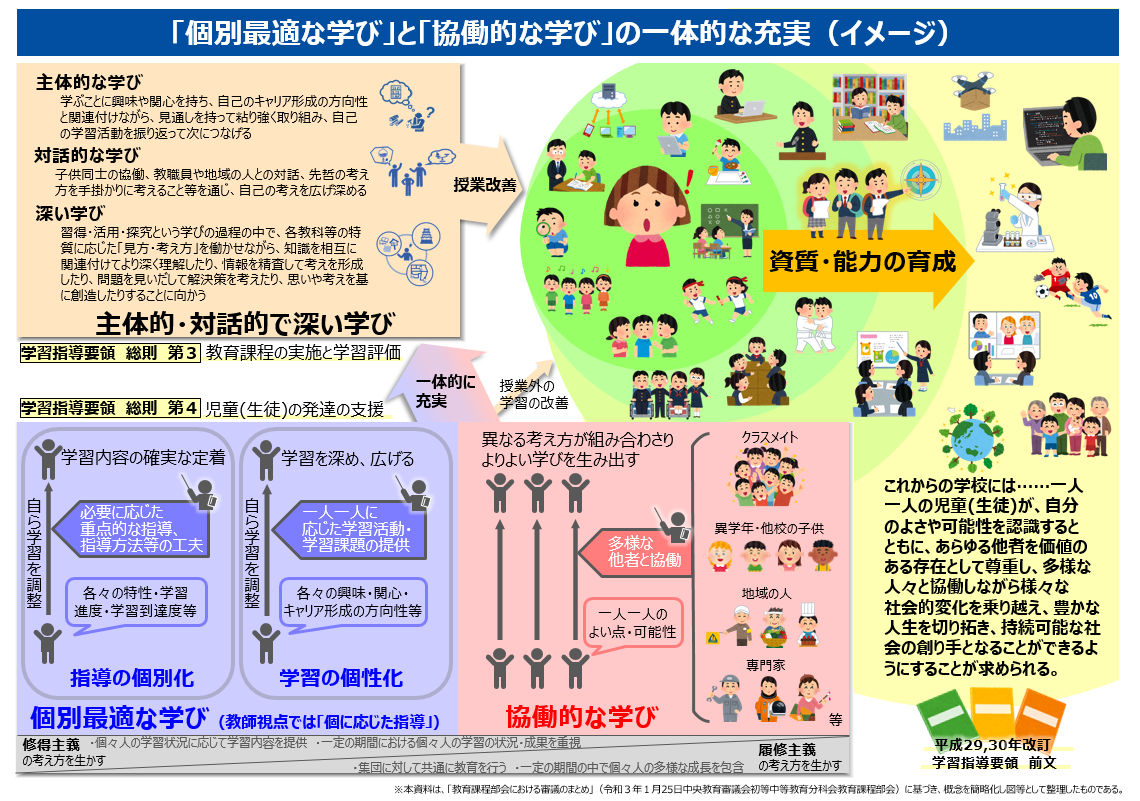 「個別最適な学び」と「協働的な学び」の一体的な充実（イメージ）
主体的な学び
学ぶことに興味や関心を持ち、自己のキャリア形成の方向性
と関連付けながら、見通しを持って粘り強く取り組み、自己
の学習活動を振り返って次につなげる
対話的な学び
子供同士の協働、教職員や地域の人との対話、先哲の考え
方を手掛かりに考えること等を通じ、自己の考えを広げ深める
深い学び
習得・活用・探究という学びの過程の中で、各教科等の特
質に応じた「見方・考え方」を働かせながら、知識を相互に
関連付けてより深く理解したり、情報を精査して考えを形成
したり、問題を見いだして解決策を考えたり、思いや考えを基
に創造したりすることに向かう
主体的・対話的で深い学び
授業改善
資質・能力の育成
学習指導要領 総則 第３ 教育課程の実施と学習評価
一体的に
充実
授業外の
学習の改善
学習指導要領 総則 第４ 児童(生徒)の発達の支援
学習内容の確実な定着
自ら学習を調整
必要に応じた
重点的な指導、
指導方法等の工夫
各々の特性・学習
進度・学習到達度等
指導の個別化
学習を深め、広げる
自ら学習を調整
一人一人に
応じた学習活動・
学習課題の提供
各々の興味・関心・
キャリア形成の方向性等
学習の個性化
個別最適な学び（教師視点では「個に応じた指導」）
異なる考え方が組み合わさり
よりよい学びを生み出す
多様な
他者と協働
一人一人の
よい点・可能性
協働的な学び
クラスメイト
異学年・他校の子供
地域の人
専門家
等
修得主義
の考え方を生かす
・個々人の学習状況に応じて学習内容を提供 ・一定の期間における個々人の学習の状況・成果を重視
・集団に対して共通に教育を行う ・一定の期間の中で個々人の多様な成長を包含
履修主義
の考え方を生かす
これからの学校には……一人
一人の児童(生徒)が、自分
のよさや可能性を認識すると
ともに、あらゆる他者を価値の
ある存在として尊重し、多様な
人々と協働しながら様々な
社会的変化を乗り越え、豊かな
人生を切り拓き、持続可能な社
会の創り手となることができるよ
うにすることが求められる。
平成29,30年改訂
学習指導要領 前文
※本資料は、「教育課程部会における審議のまとめ」（令和３年１月25日中央教育審議会初等中等教育分科会教育課程部会）に基づき、概念を簡略化し図等として整理したものである。